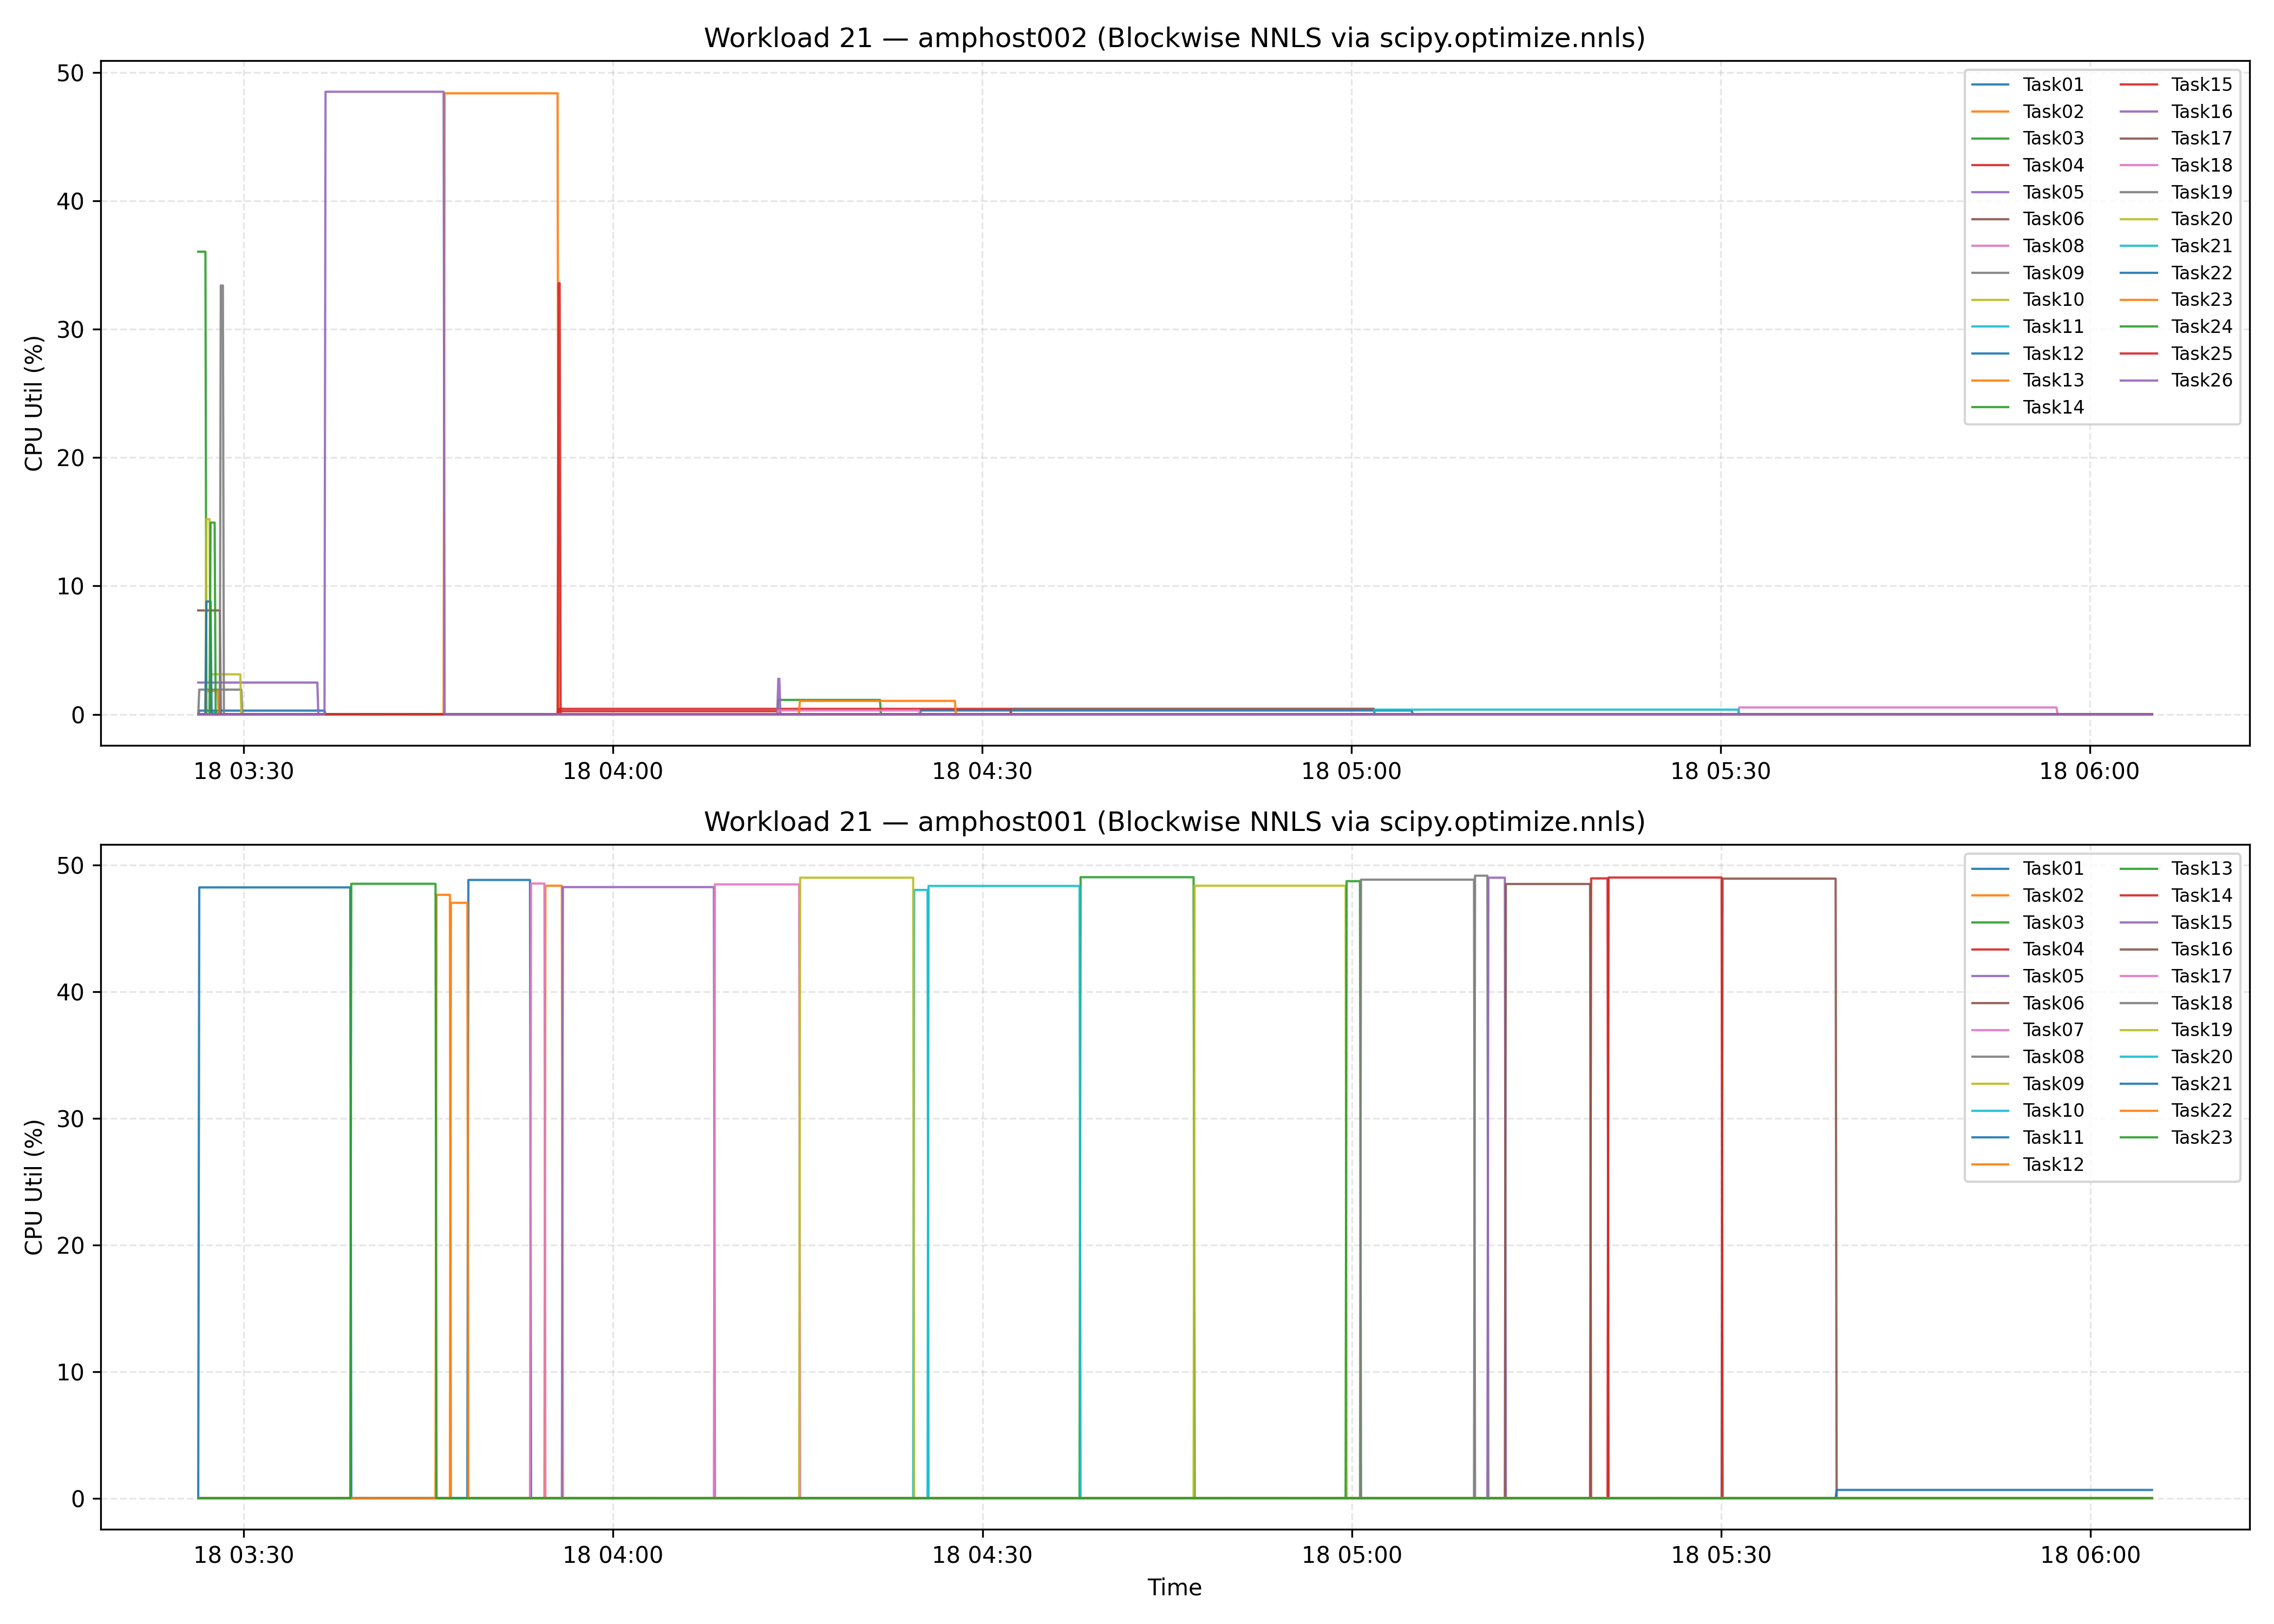 Workload 21 — amphost002 (Blockwise NNLS via scipy.optimize.nnls)
CPU Util (%)
50
40
30
20
10
0
Task01 Task15
Task02 Task16
Task03 Task17
Task04 Task18
Task05 Task19
Task06 Task20
Task08 Task21
Task09 Task22
Task10 Task23
Task11 Task24
Task12 Task25
Task13 Task26
Task14
18 03:30 18 04:00 18 04:30 18 05:00 18 05:30 18 06:00
Workload 21 — amphost001 (Blockwise NNLS via scipy.optimize.nnls)
CPU Util (%)
50
40
30
20
10
0
Task01 Task13
Task02 Task14
Task03 Task15
Task04 Task16
Task05 Task17
Task06 Task18
Task07 Task19
Task08 Task20
Task09 Task21
Task10 Task22
Task11 Task23
Task12
18 03:30 18 04:00 18 04:30 18 05:00 18 05:30 18 06:00
Time